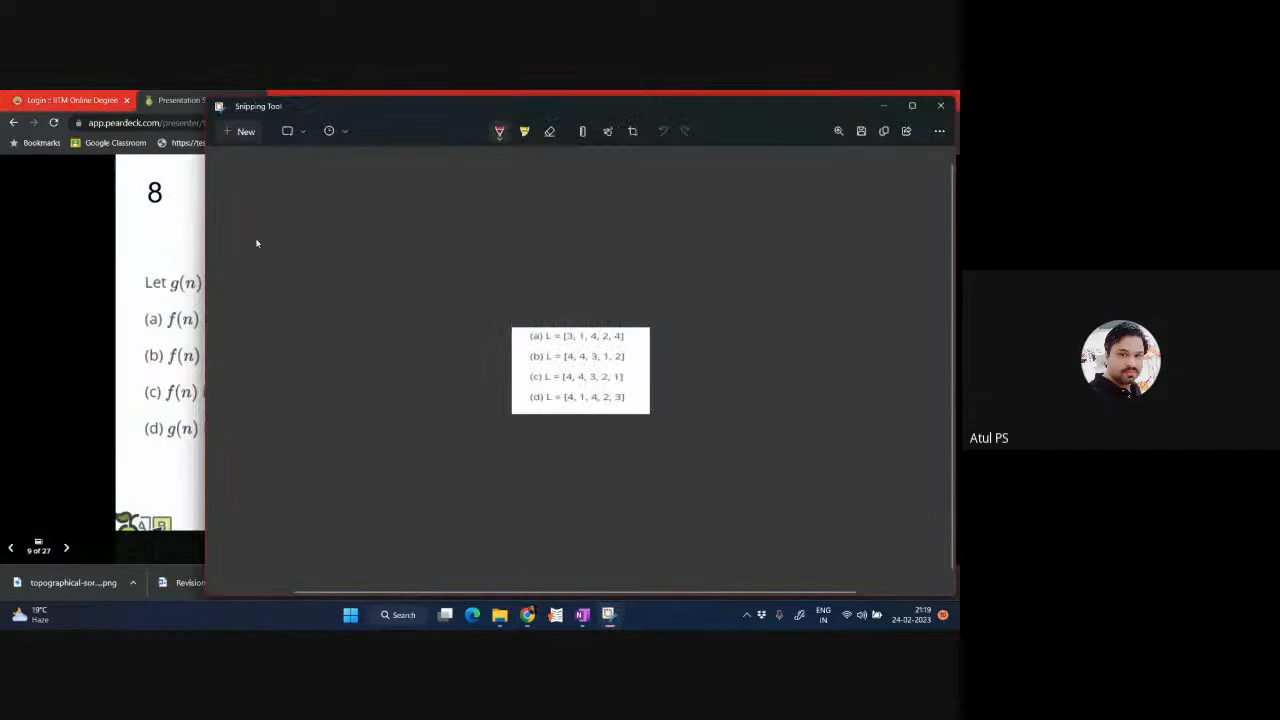 Login :: IITM Online Degree
Presentation
Snipping Tool
app.peardeck.com/presenter/
New
Bookmarks
Google Classroom
8
Let g(n)
(a) f(n)
(b) f(n)
(c) f(n)
(d) g(n)
(a) L = [3, 1, 4, 2, 4]
(b) L = [4, 4, 3, 1, 2]
(c) L = [4, 4, 3, 2, 1]
(d) L = [4, 1, 4, 2, 3]
Atul PS
A B
9 of 27
topographical-sor....png
Revision
19°C
Haze
Search
ENG
IN
21:19
24-02-2023